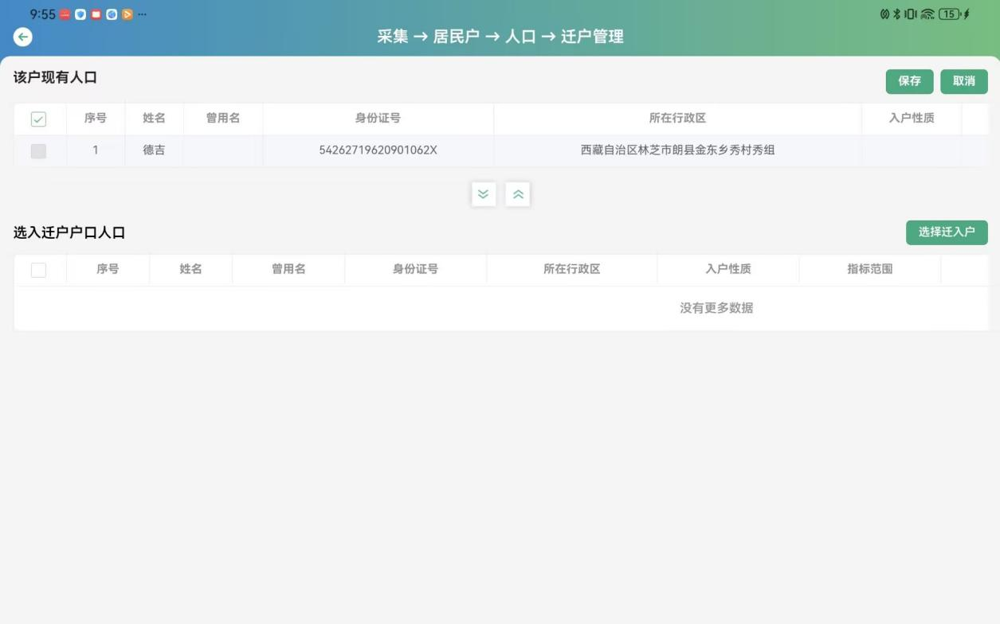 9:55 ... 15
采集 → 居民户 → 人口 → 迁户管理
该户现有人口 保存 取消
序号 姓名 曾用名 身份证号 所在行政区 入户性质
1 德吉 54262719620901062X 西藏自治区林芝市朗县金东乡秀村秀组
选入迁户户口人口 选择迁入户
序号 姓名 曾用名 身份证号 所在行政区 入户性质 指标范围
没有更多数据